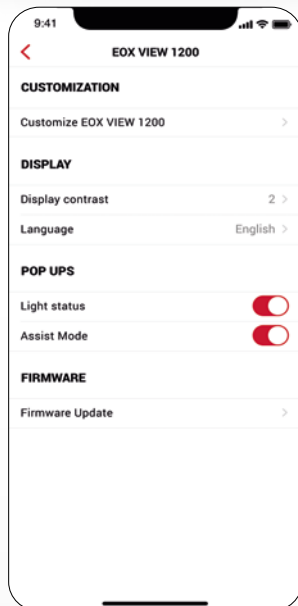 9:41
EOX VIEW 1200
CUSTOMIZATION
Customize EOX VIEW 1200
DISPLAY
Display contrast 2
Language English
POP UPS
Light status
Assist Mode
FIRMWARE
Firmware Update